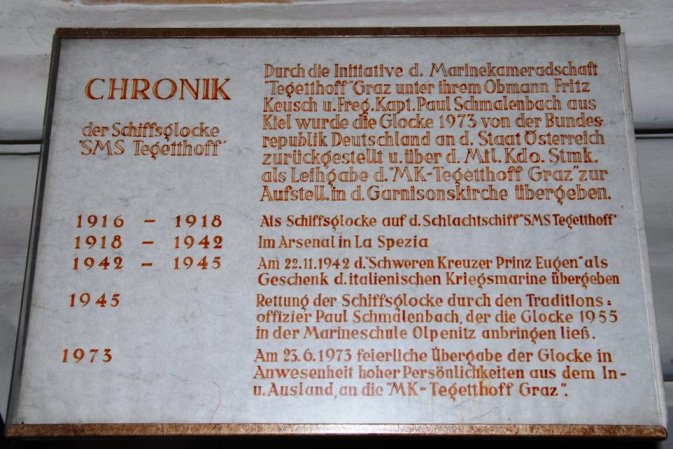 CHRONIK
der Schiffsglocke
"SMS Tegetthoff"
Durch die Initiative d. Marinekameradschaft
"Tegetthoff" Graz unter ihrem Obmann Fritz
Keusch u. Freg. Kapt. Paul Schmalenbach aus
Kiel wurde die Glocke 1973 von der Bundes-
republik Deutschland an d. Staat Österreich
zurückgestellt u. über d. Mil. Kdo. Stmk.
als Leihgabe d. "MK-Tegetthoff Graz" zur
Aufstell. in d. Garnisonskirche übergeben.
1916 - 1918 Als Schiffsglocke auf d. Schlachtschiff "SMS Tegetthoff"
1918 - 1942 Im Arsenal in La Spezia
1942 - 1945 Am 22.11.1942 d. "Schweren Kreuzer Prinz Eugen" als
Geschenk d. italienischen Kriegsmarine übergeben
1945 Rettung der Schiffsglocke durch den Traditions=
offizier Paul Schmalenbach, der die Glocke 1955
in der Marineschule Olpenitz anbringen ließ.
1973 Am 23.6.1973 feierliche Übergabe der Glocke in
Anwesenheit hoher Persönlichkeiten aus dem In-
u. Ausland, an die "MK-Tegetthoff Graz".